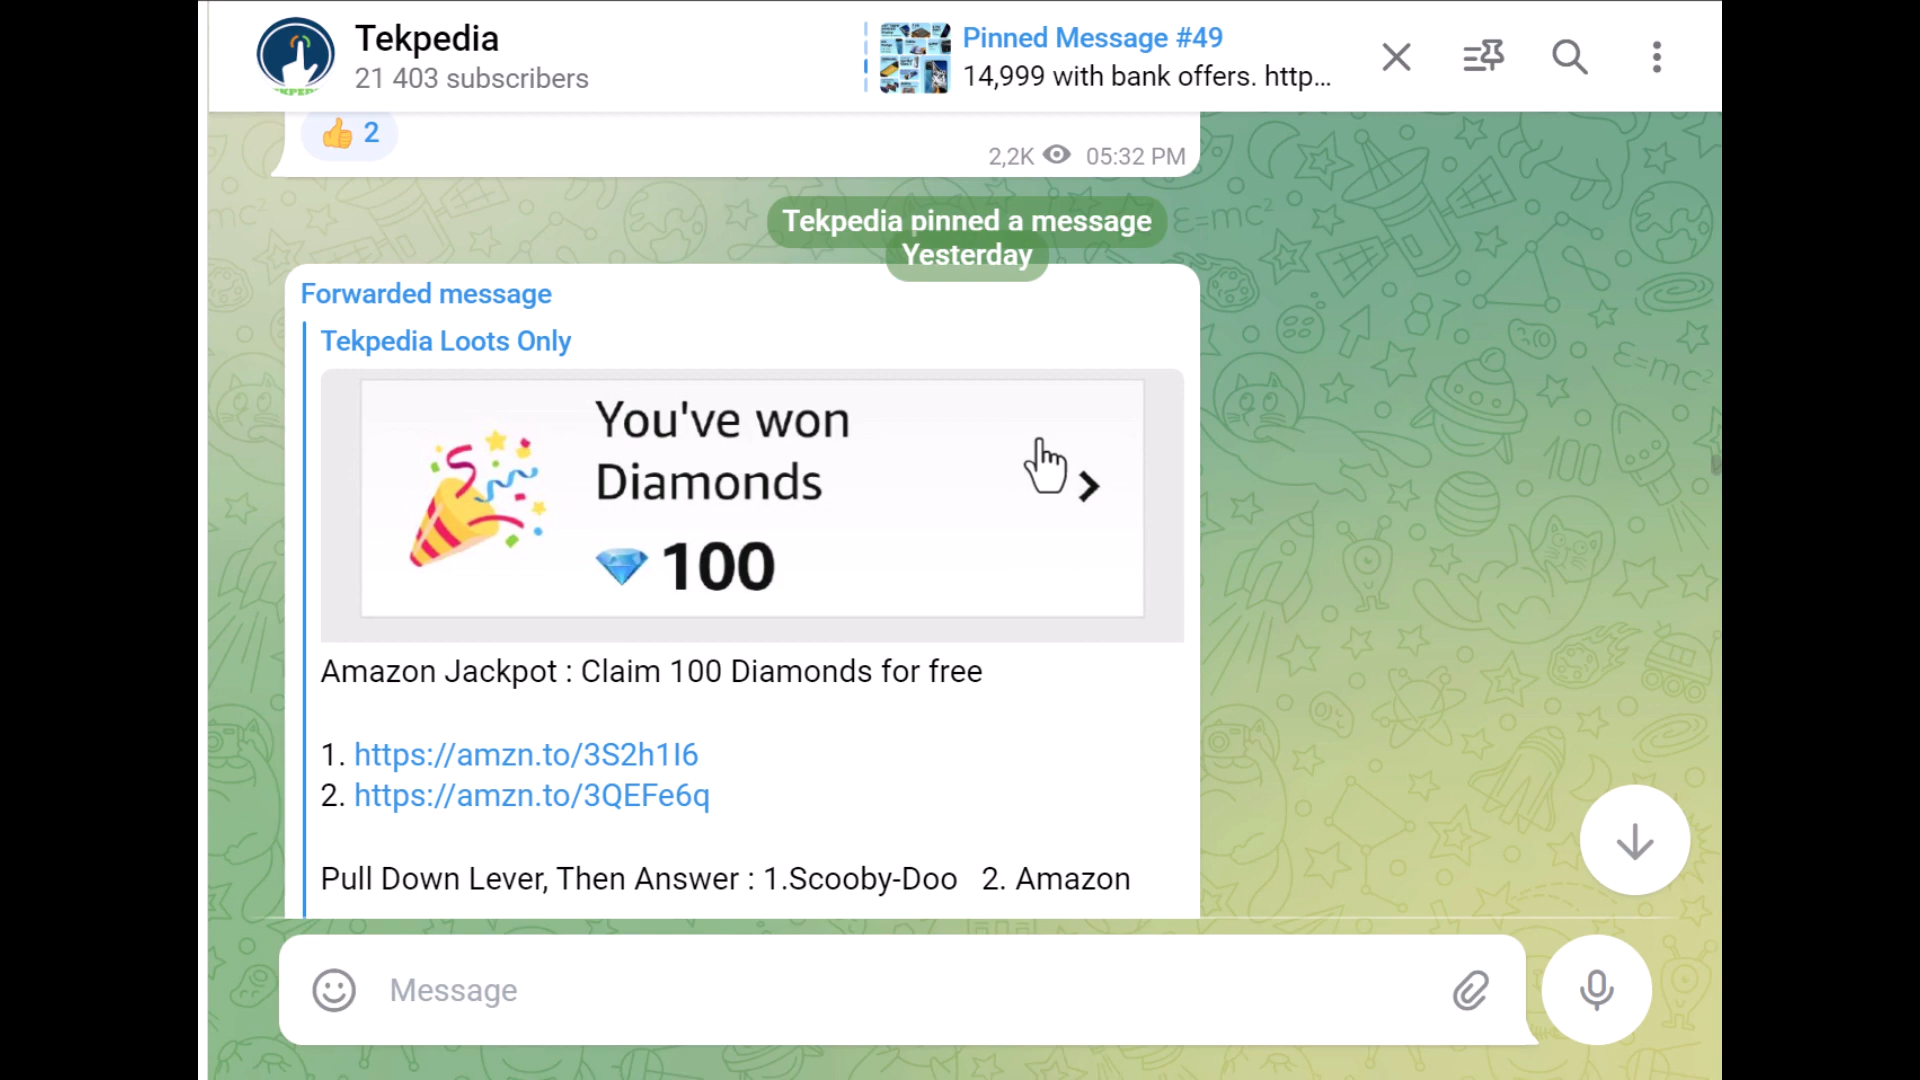 Tekpedia
21 403 subscribers
Pinned Message #49
14,999 with bank offers. http...
👍 2
2,2K 05:32 PM
Tekpedia pinned a message
Yesterday
Forwarded message
Tekpedia Loots Only
You've won
Diamonds
💎 100
Amazon Jackpot : Claim 100 Diamonds for free
1. https://amzn.to/3S2h1I6
2. https://amzn.to/3QEFe6q
Pull Down Lever, Then Answer : 1.Scooby-Doo 2. Amazon
Message